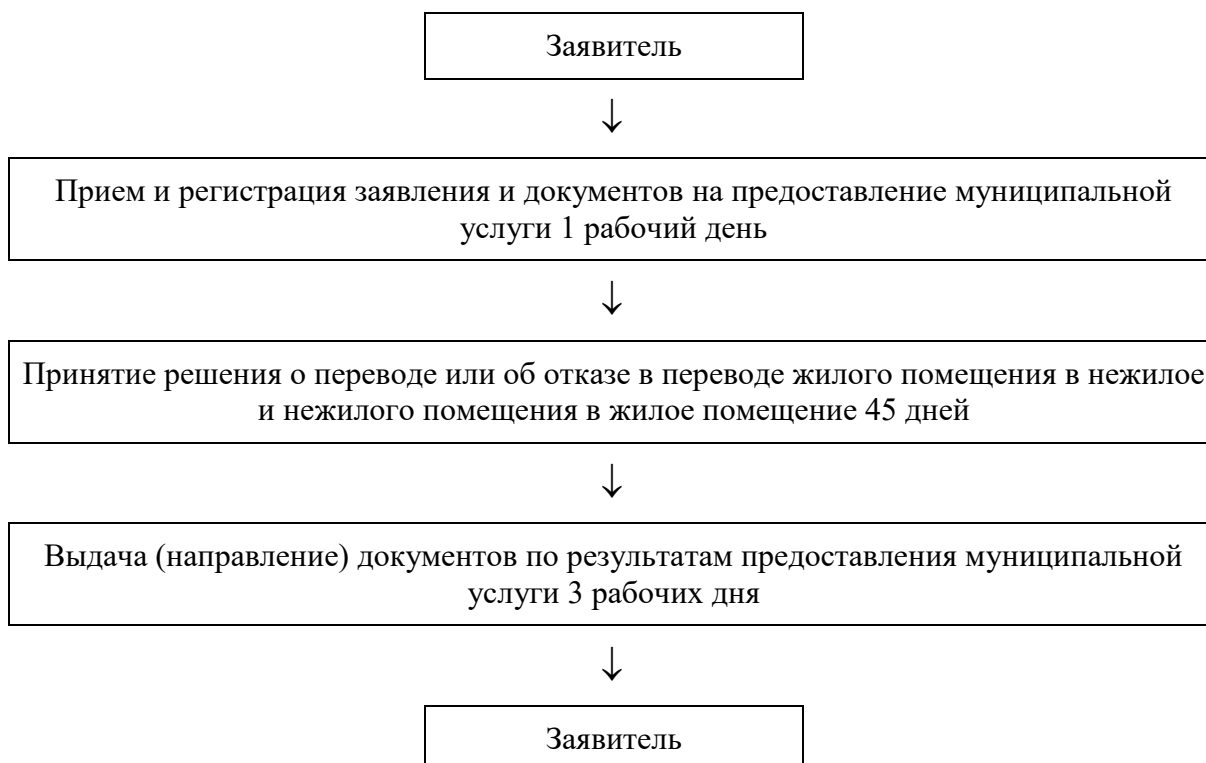 Заявитель
↓
Прием и регистрация заявления и документов на предоставление муниципальной
услуги 1 рабочий день
↓
Принятие решения о переводе или об отказе в переводе жилого помещения в нежилое
и нежилого помещения в жилое помещение 45 дней
↓
Выдача (направление) документов по результатам предоставления муниципальной
услуги 3 рабочих дня
↓
Заявитель